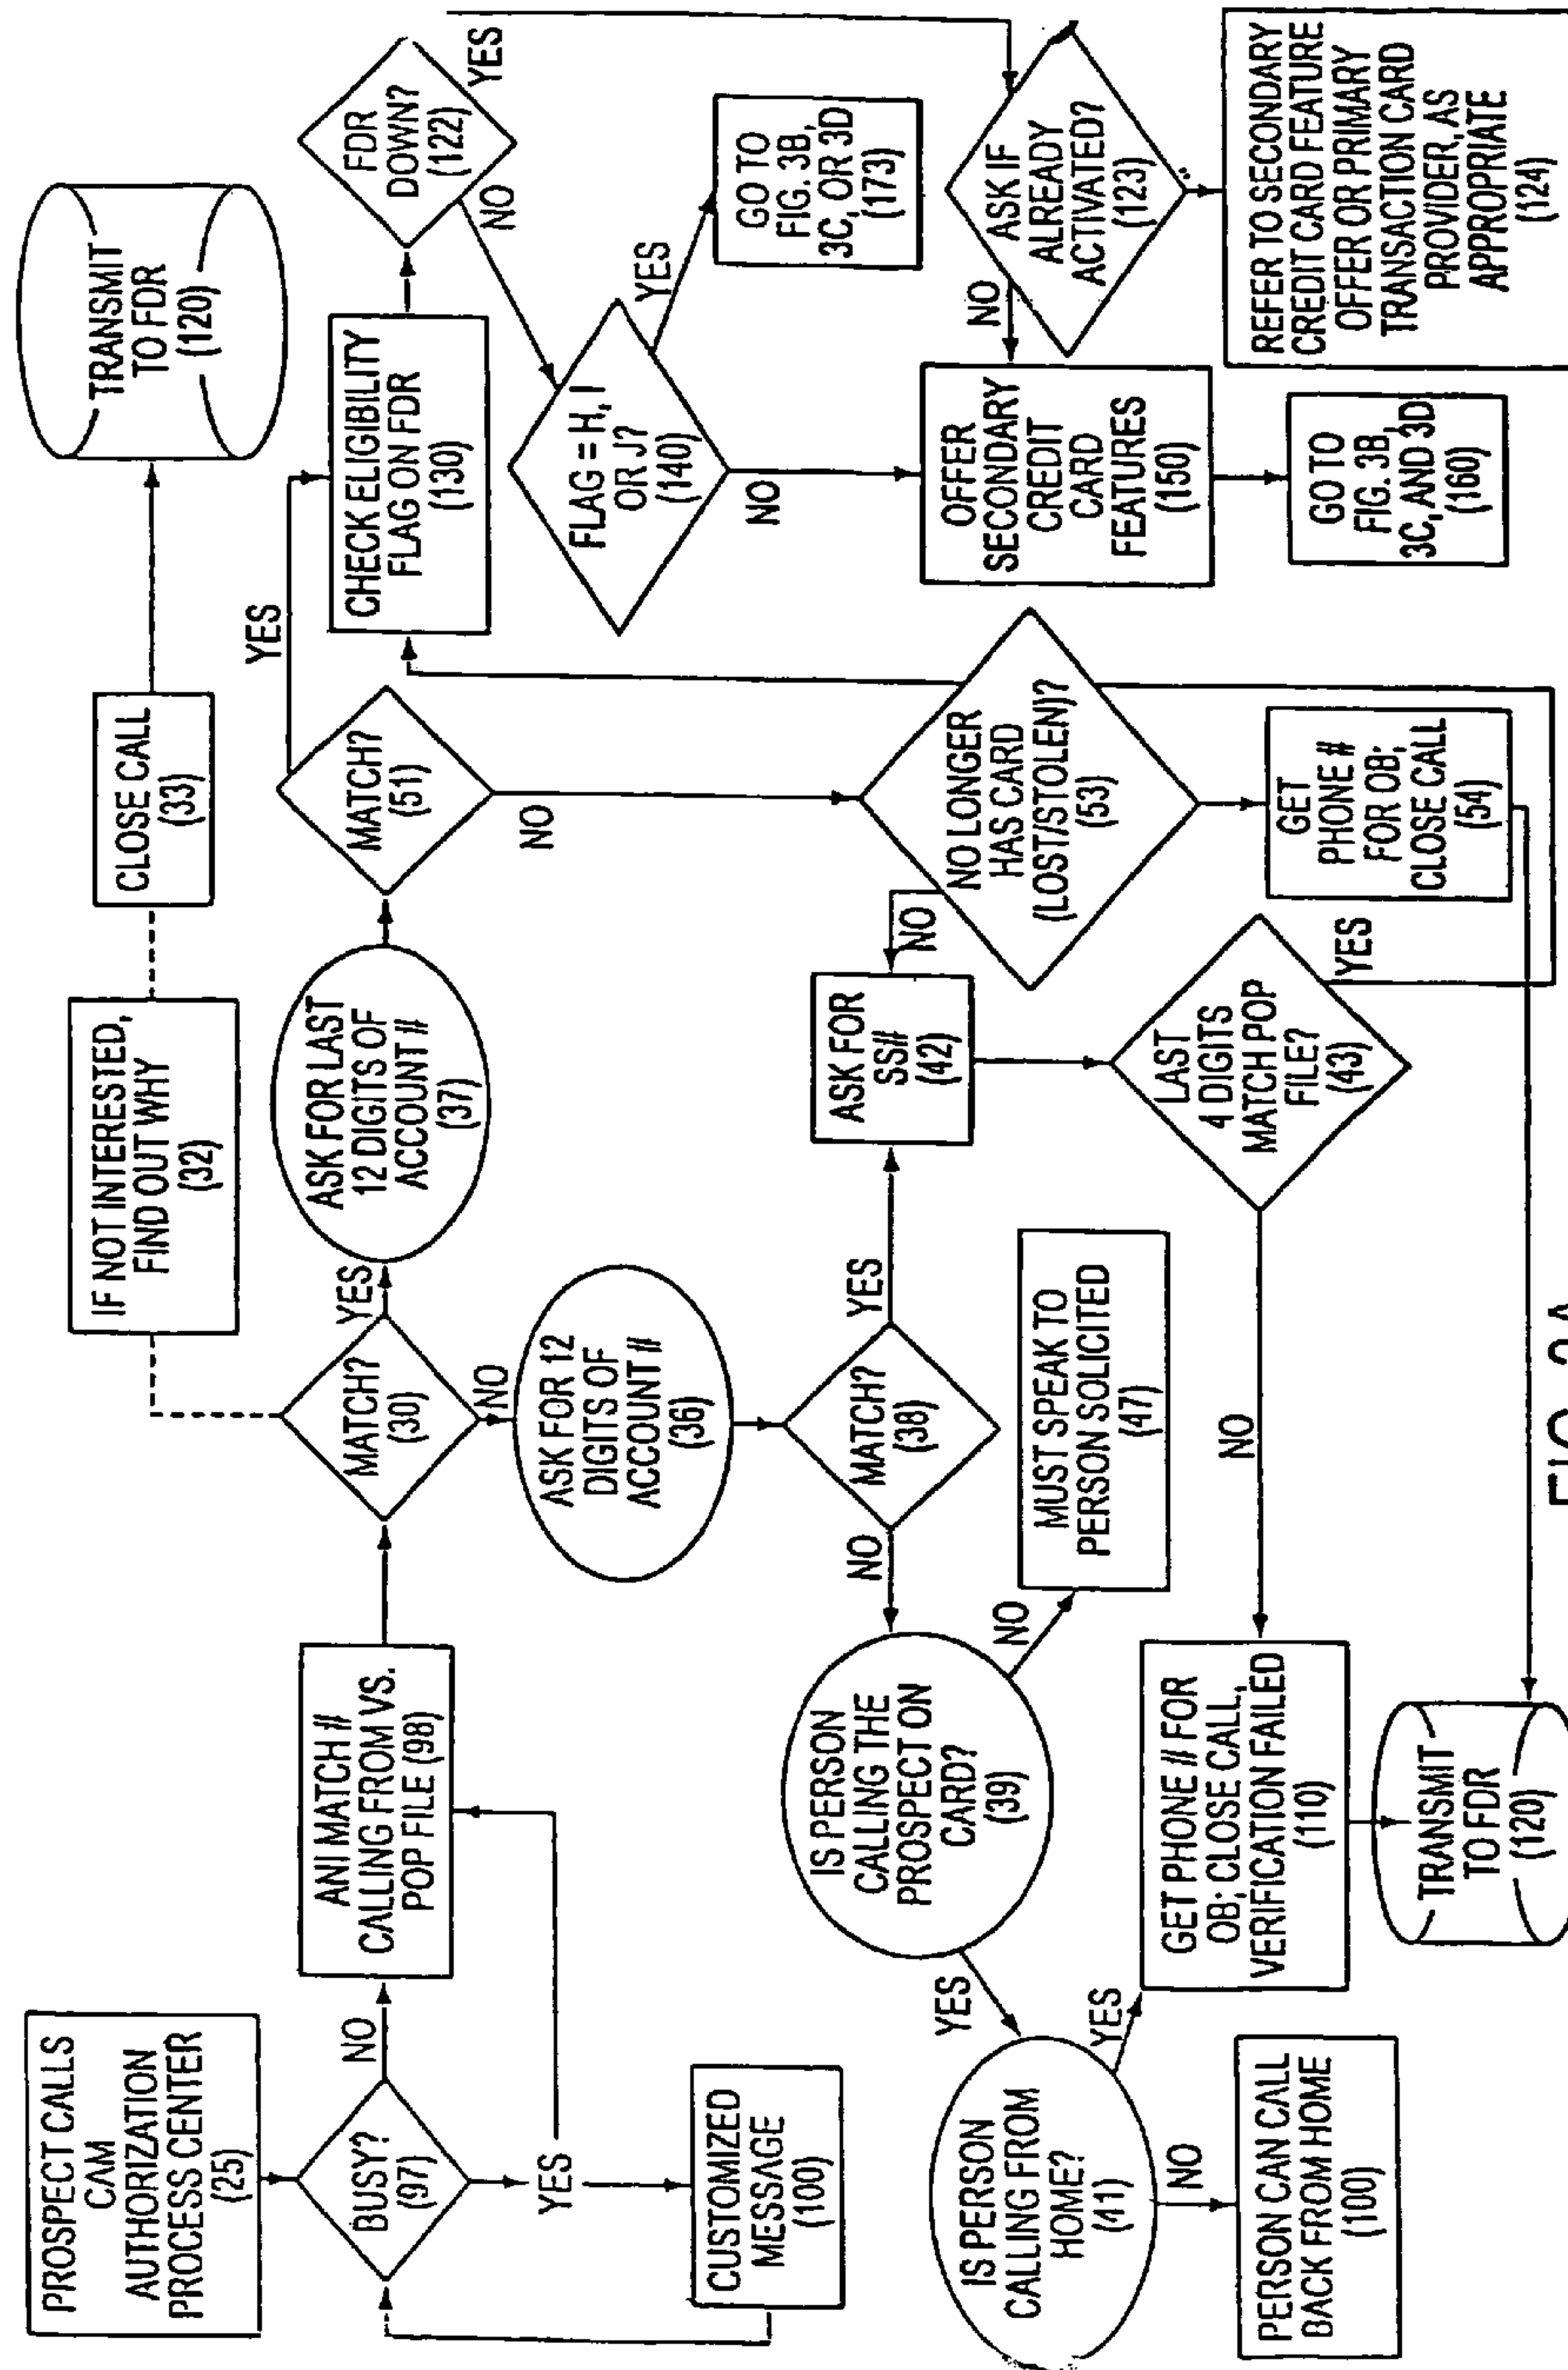 PROSPECT CALLS
CAM
AUTHORIZATION
PROCESS CENTER
(25)
BUSY?
(97)
NO
YES
CUSTOMIZED
MESSAGE
(100)
ANI MATCH #
CALLING FROM VS.
POP FILE (98)
MATCH?
(30)
YES
NO
IF NOT INTERESTED,
FIND OUT WHY
(32)
CLOSE CALL
(33)
TRANSMIT
TO FDR
(120)
ASK FOR LAST
12 DIGITS OF
ACCOUNT #
(37)
MATCH?
(51)
YES
NO
CHECK ELIGIBILITY
FLAG ON FDR
(130)
FDR
DOWN?
(122)
YES
NO
FLAG = H, I
OR J?
(140)
YES
NO
GO TO
FIG. 3B,
3C, OR 3D
(173)
ASK IF
ALREADY
ACTIVATED?
(123)
NO
OFFER
SECONDARY
CREDIT
CARD
FEATURES
(150)
GO TO
FIG. 3B,
3C, AND 3D
(160)
REFER TO SECONDARY
CREDIT CARD FEATURE
OFFER OR PRIMARY
TRANSACTION CARD
PROVIDER, AS
APPROPRIATE
(124)
ASK FOR 12
DIGITS OF
ACCOUNT #
(36)
MATCH?
(38)
YES
NO
ASK FOR
SS#
(42)
NO
NO LONGER
HAS CARD
(LOST/STOLEN)?
(53)
GET
PHONE #
FOR OB;
CLOSE CALL
(54)
LAST
4 DIGITS
MATCH POP
FILE?
(43)
YES
NO
IS PERSON
CALLING THE
PROSPECT ON
CARD?
(39)
NO
YES
MUST SPEAK TO
PERSON SOLICITED
(47)
IS PERSON
CALLING FROM
HOME?
(41)
YES
NO
PERSON CAN CALL
BACK FROM HOME
(100)
GET PHONE # FOR
OB; CLOSE CALL,
VERIFICATION FAILED
(110)
TRANSMIT
TO FDR
(120)